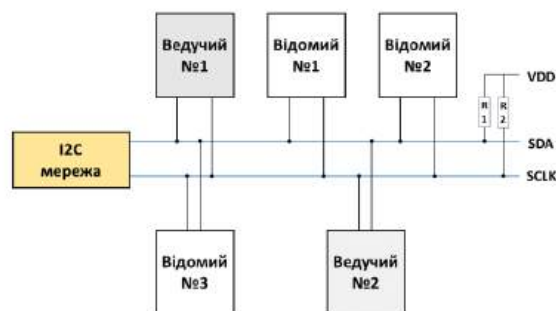 Ведучий
№1
Відомий
№1
Відомий
№2
VDD
R
1
R
2
I2C
мережа
SDA
SCLK
Відомий
№3
Ведучий
№2